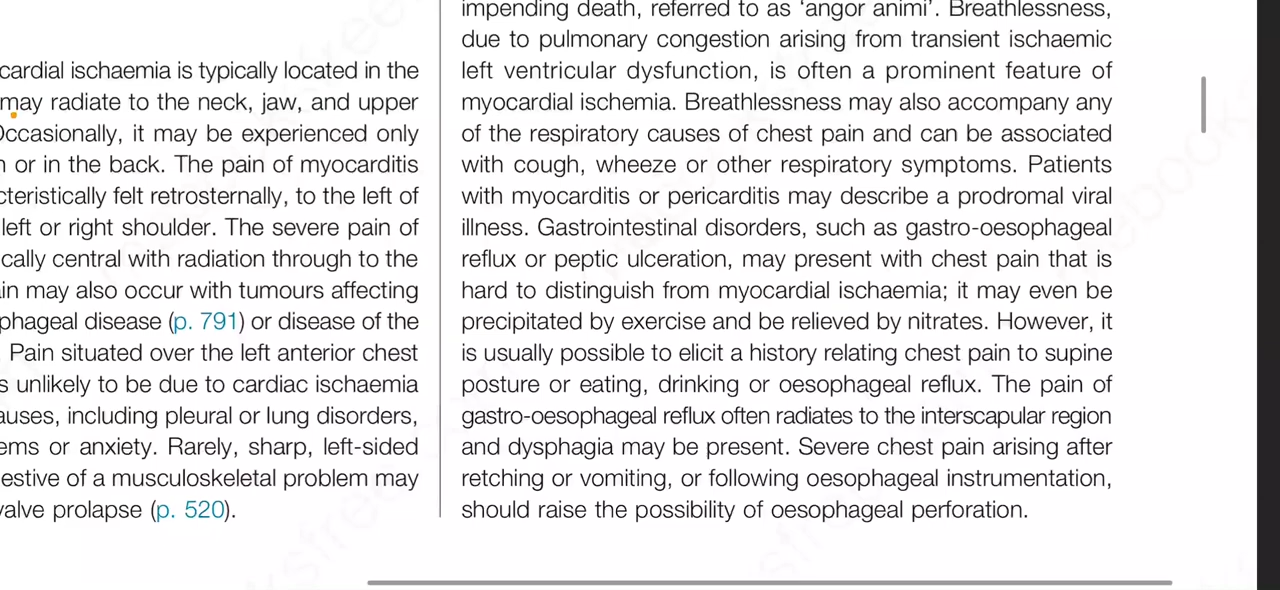 cardial ischaemia is typically located in the
may radiate to the neck, jaw, and upper
Occasionally, it may be experienced only
or in the back. The pain of myocarditis
cteristically felt retrosternally, to the left of
left or right shoulder. The severe pain of
cally central with radiation through to the
in may also occur with tumours affecting
phageal disease (p. 791) or disease of the
Pain situated over the left anterior chest
s unlikely to be due to cardiac ischaemia
auses, including pleural or lung disorders,
ems or anxiety. Rarely, sharp, left-sided
estive of a musculoskeletal problem may
valve prolapse (p. 520).
impending death, referred to as ‘angor animi’. Breathlessness,
due to pulmonary congestion arising from transient ischaemic
left ventricular dysfunction, is often a prominent feature of
myocardial ischemia. Breathlessness may also accompany any
of the respiratory causes of chest pain and can be associated
with cough, wheeze or other respiratory symptoms. Patients
with myocarditis or pericarditis may describe a prodromal viral
illness. Gastrointestinal disorders, such as gastro-oesophageal
reflux or peptic ulceration, may present with chest pain that is
hard to distinguish from myocardial ischaemia; it may even be
precipitated by exercise and be relieved by nitrates. However, it
is usually possible to elicit a history relating chest pain to supine
posture or eating, drinking or oesophageal reflux. The pain of
gastro-oesophageal reflux often radiates to the interscapular region
and dysphagia may be present. Severe chest pain arising after
retching or vomiting, or following oesophageal instrumentation,
should raise the possibility of oesophageal perforation.